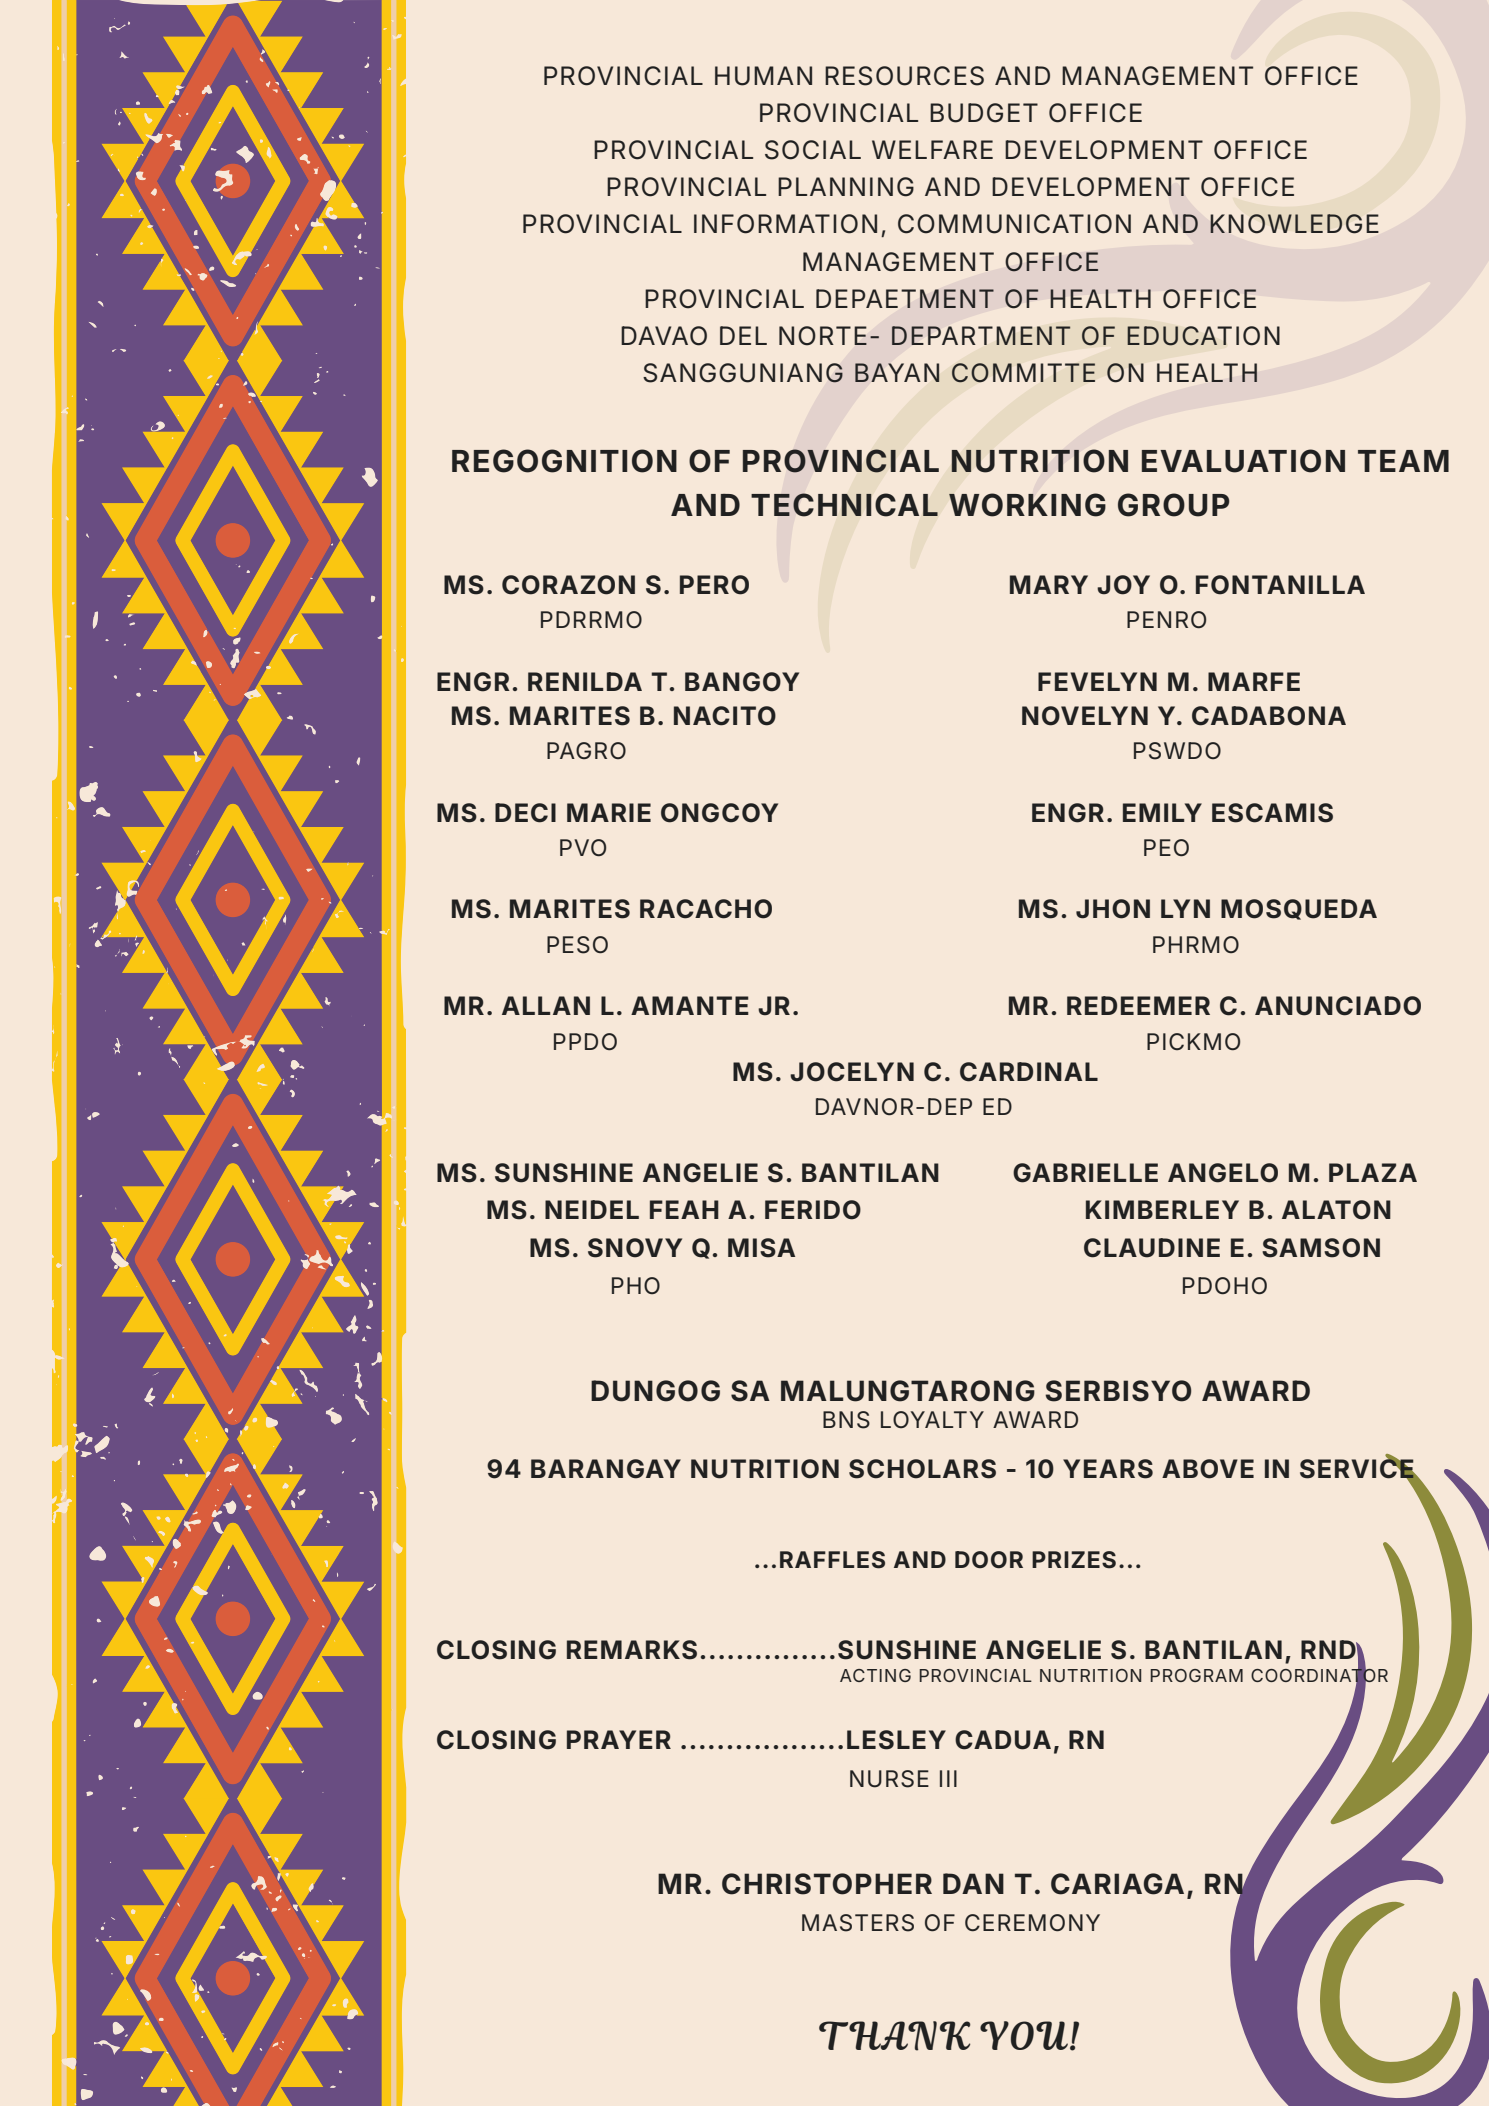 PROVINCIAL HUMAN RESOURCES AND MANAGEMENT OFFICE
PROVINCIAL BUDGET OFFICE
PROVINCIAL SOCIAL WELFARE DEVELOPMENT OFFICE
PROVINCIAL PLANNING AND DEVELOPMENT OFFICE
PROVINCIAL INFORMATION, COMMUNICATION AND KNOWLEDGE
MANAGEMENT OFFICE
PROVINCIAL DEPAETMENT OF HEALTH OFFICE
DAVAO DEL NORTE- DEPARTMENT OF EDUCATION
SANGGUNIANG BAYAN COMMITTE ON HEALTH
REGOGNITION OF PROVINCIAL NUTRITION EVALUATION TEAM
AND TECHNICAL WORKING GROUP
MS. CORAZON S. PERO MARY JOY O. FONTANILLA
PDRRMO PENRO
ENGR. RENILDA T. BANGOY FEVELYN M. MARFE
MS. MARITES B. NACITO NOVELYN Y. CADABONA
PAGRO PSWDO
MS. DECI MARIE ONGCOY ENGR. EMILY ESCAMIS
PVO PEO
MS. MARITES RACACHO MS. JHON LYN MOSQUEDA
PESO PHRMO
MR. ALLAN L. AMANTE JR. MR. REDEEMER C. ANUNCIADO
PPDO PICKMO
MS. JOCELYN C. CARDINAL
DAVNOR-DEP ED
MS. SUNSHINE ANGELIE S. BANTILAN GABRIELLE ANGELO M. PLAZA
MS. NEIDEL FEAH A. FERIDO KIMBERLEY B. ALATON
MS. SNOVY Q. MISA CLAUDINE E. SAMSON
PHO PDOHO
DUNGOG SA MALUNGTARONG SERBISYO AWARD
BNS LOYALTY AWARD
94 BARANGAY NUTRITION SCHOLARS - 10 YEARS ABOVE IN SERVICE
...RAFFLES AND DOOR PRIZES...
CLOSING REMARKS...............SUNSHINE ANGELIE S. BANTILAN, RND
ACTING PROVINCIAL NUTRITION PROGRAM COORDINATOR
CLOSING PRAYER ..................LESLEY CADUA, RN
NURSE III
MR. CHRISTOPHER DAN T. CARIAGA, RN
MASTERS OF CEREMONY
THANK YOU!